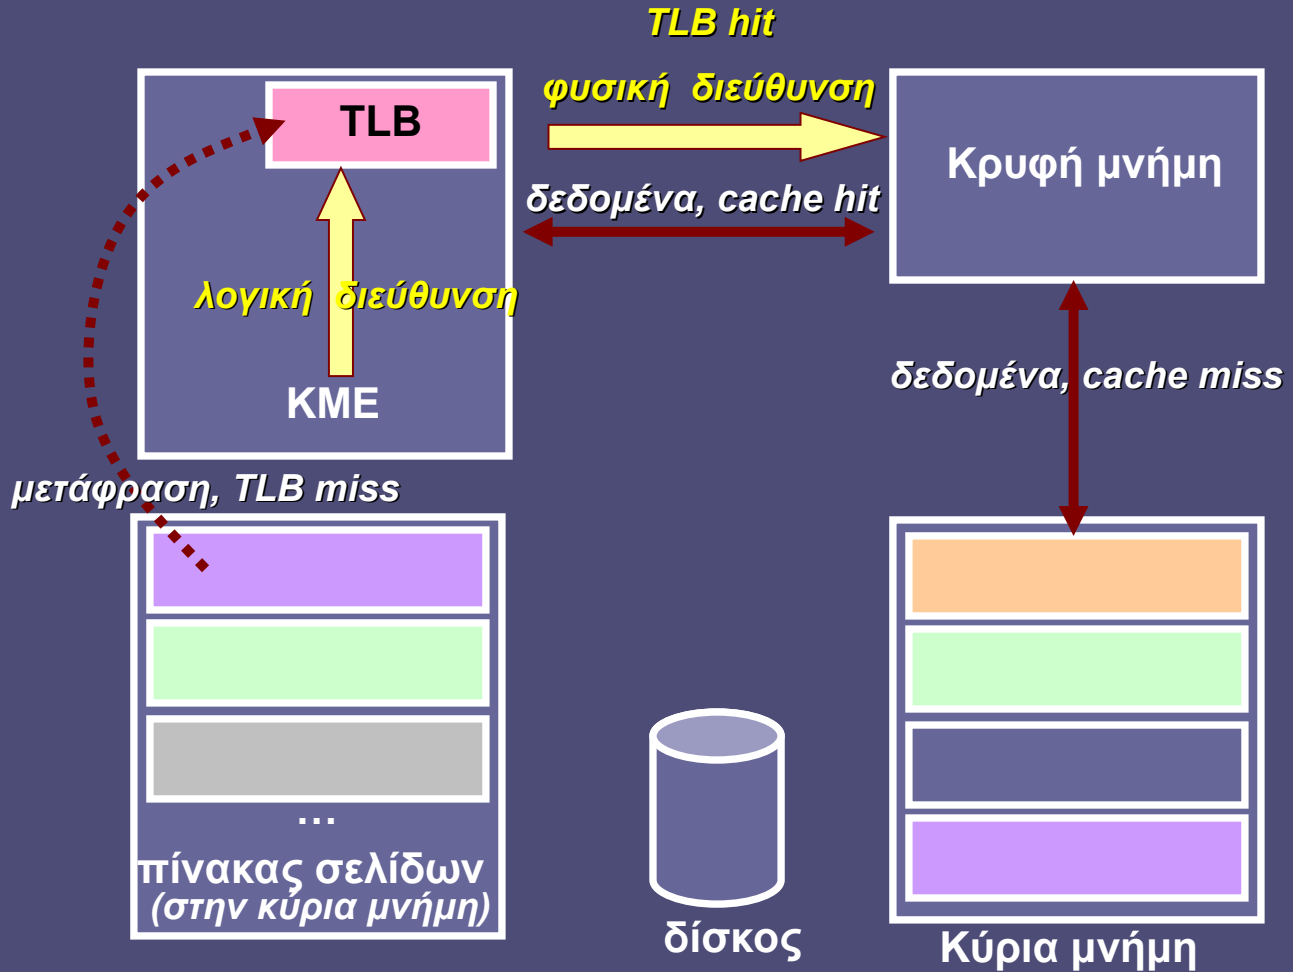 TLB hit
φυσική διεύθυνση
TLB
Κρυφή μνήμη
δεδομένα, cache hit
λογική διεύθυνση
δεδομένα, cache miss
ΚΜΕ
μετάφραση, TLB miss
...
πίνακας σελίδων
(στην κύρια μνήμη)
δίσκος
Κύρια μνήμη